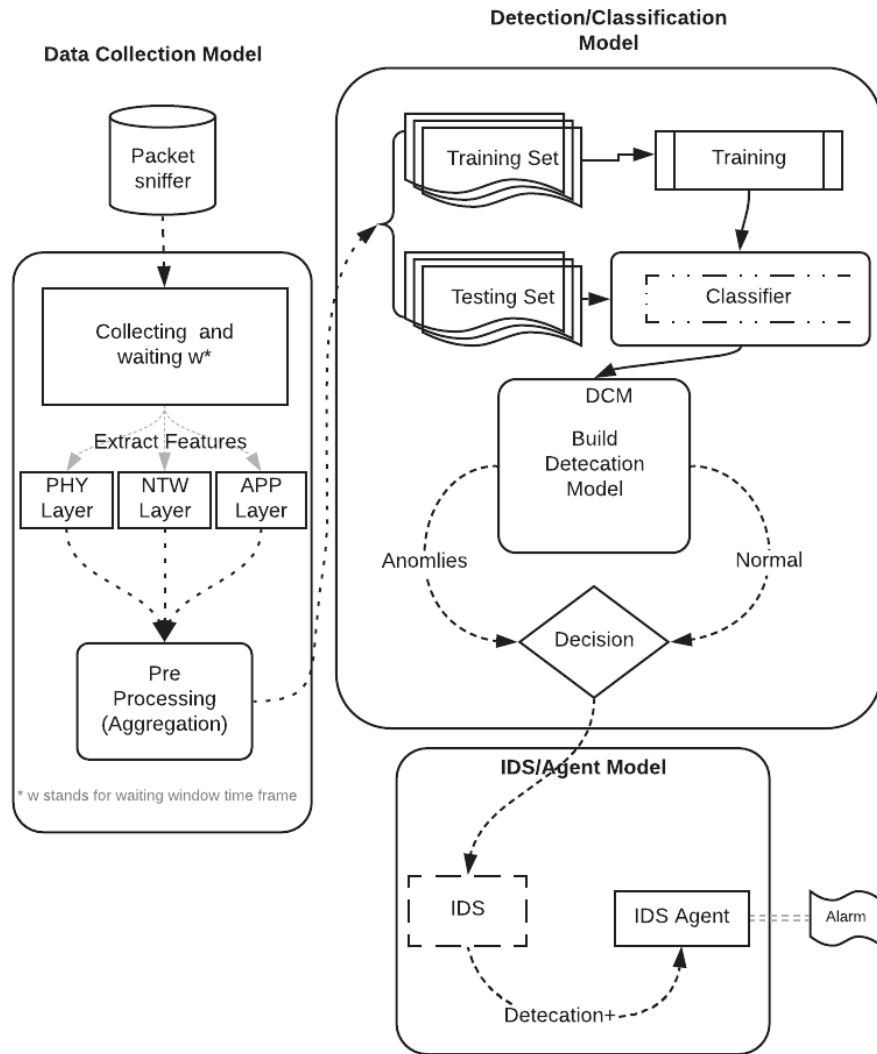 Data Collection Model
Packet
sniffer
Collecting and
waiting w*
Extract Features
PHY
Layer
NTW
Layer
APP
Layer
Pre
Processing
(Aggregation)
* w stands for waiting window time frame
Detection/Classification
Model
Training Set
Training
Testing Set
Classifier
DCM
Build
Detecation
Model
Anomlies
Normal
Decision
IDS/Agent Model
IDS
IDS Agent
Alarm
Detecation+